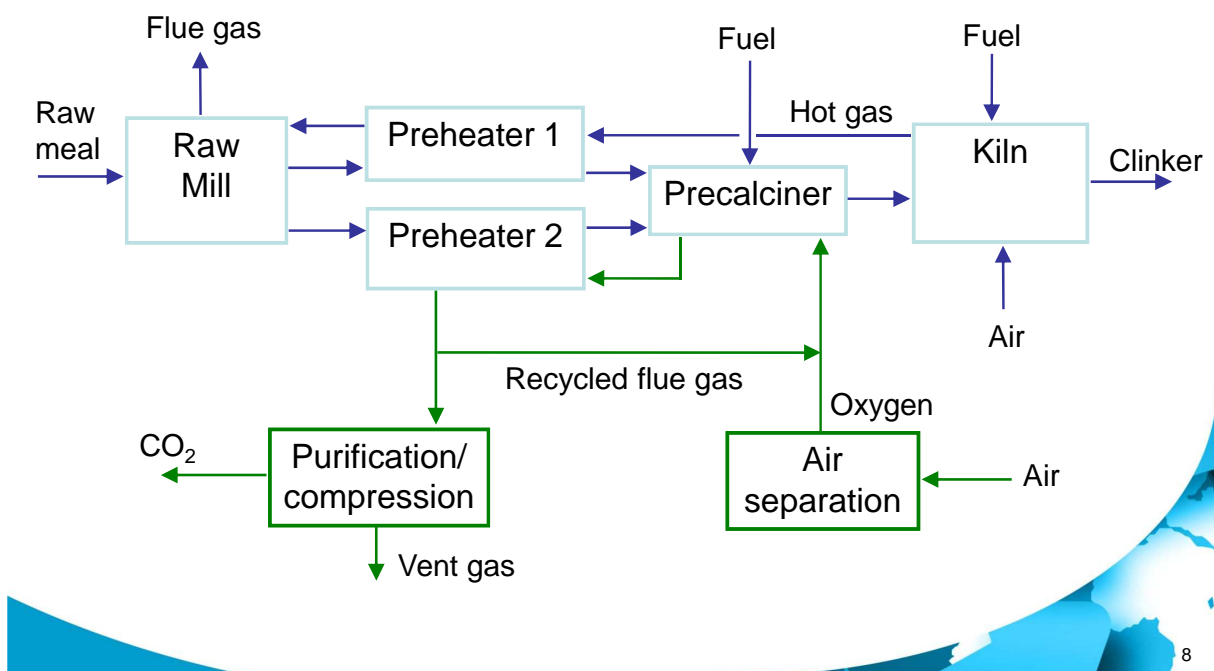 Flue gas
Fuel
Fuel
Raw
meal
Raw
Mill
Preheater 1
Hot gas
Kiln
Clinker
Precalciner
Preheater 2
Air
Recycled flue gas
Oxygen
CO₂
Purification/
compression
Air
separation
Air
Vent gas
8